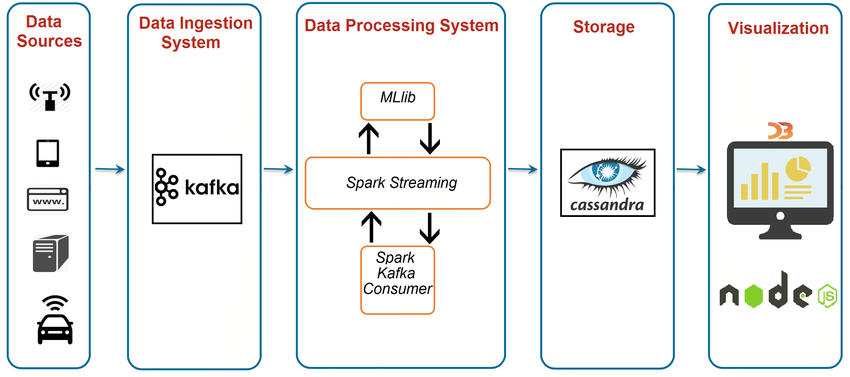 Data
Sources
www.
Data Ingestion
System
kafka
Data Processing System
MLlib
Spark Streaming
Spark
Kafka
Consumer
Storage
cassandra
Visualization
D3
node
JS